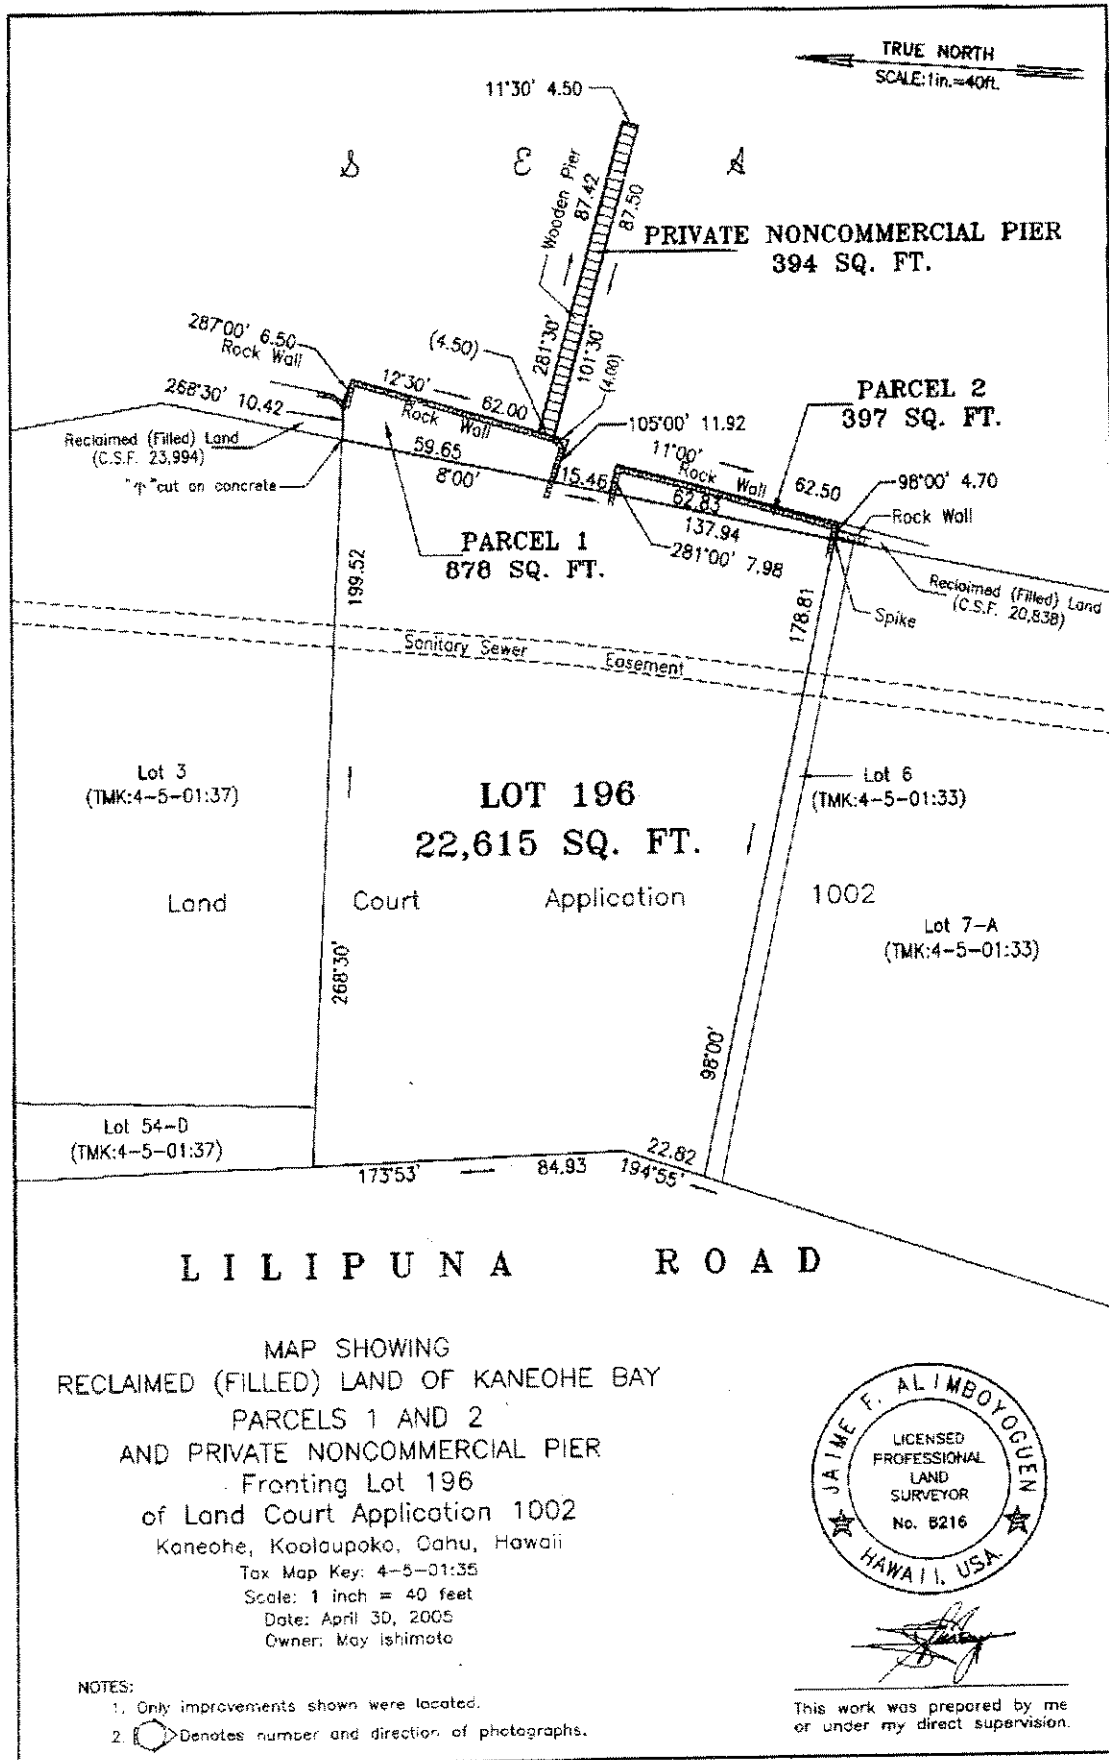 TRUE NORTH
SCALE:1in.=40ft.
11°30' 4.50
S E A
Wooden Pier
87.42
87.50
PRIVATE NONCOMMERCIAL PIER
394 SQ. FT.
287°00' 6.50
Rock Wall
(4.50)
281°30'
101°30'
(4.00)
268°30' 10.42
12°30' 62.00
Rock Wall
PARCEL 2
397 SQ. FT.
105°00' 11.92
Reclaimed (Filled) Land
(C.S.F. 23,994)
59.65
8°00'
15.46
11°00' 62.50
Rock Wall
62.83
137.94
98°00' 4.70
Rock Wall
"↑"cut on concrete
PARCEL 1
878 SQ. FT.
281°00' 7.98
Reclaimed (Filled) Land
(C.S.F. 20,838)
Spike
199.52
178.81
Sanitary Sewer Easement
Lot 3
(TMK:4-5-01:37)
LOT 196
22,615 SQ. FT.
Lot 6
(TMK:4-5-01:33)
Land Court Application 1002
Lot 7-A
(TMK:4-5-01:33)
268°30'
98°00'
Lot 54-D
(TMK:4-5-01:37)
173°53' 84.93
22.82
194°55'
LILIPUNA ROAD
MAP SHOWING
RECLAIMED (FILLED) LAND OF KANEOHE BAY
PARCELS 1 AND 2
AND PRIVATE NONCOMMERCIAL PIER
Fronting Lot 196
of Land Court Application 1002
Kaneohe, Koolaupoko, Oahu, Hawaii
Tax Map Key: 4-5-01:35
Scale: 1 inch = 40 feet
Date: April 30, 2005
Owner: May Ishimoto
JAIME F. ALIMBOYOGUEN
LICENSED
PROFESSIONAL
LAND
SURVEYOR
No. 8216
HAWAII, USA
NOTES:
1. Only improvements shown were located.
2. Denotes number and direction of photographs.
This work was prepared by me
or under my direct supervision.